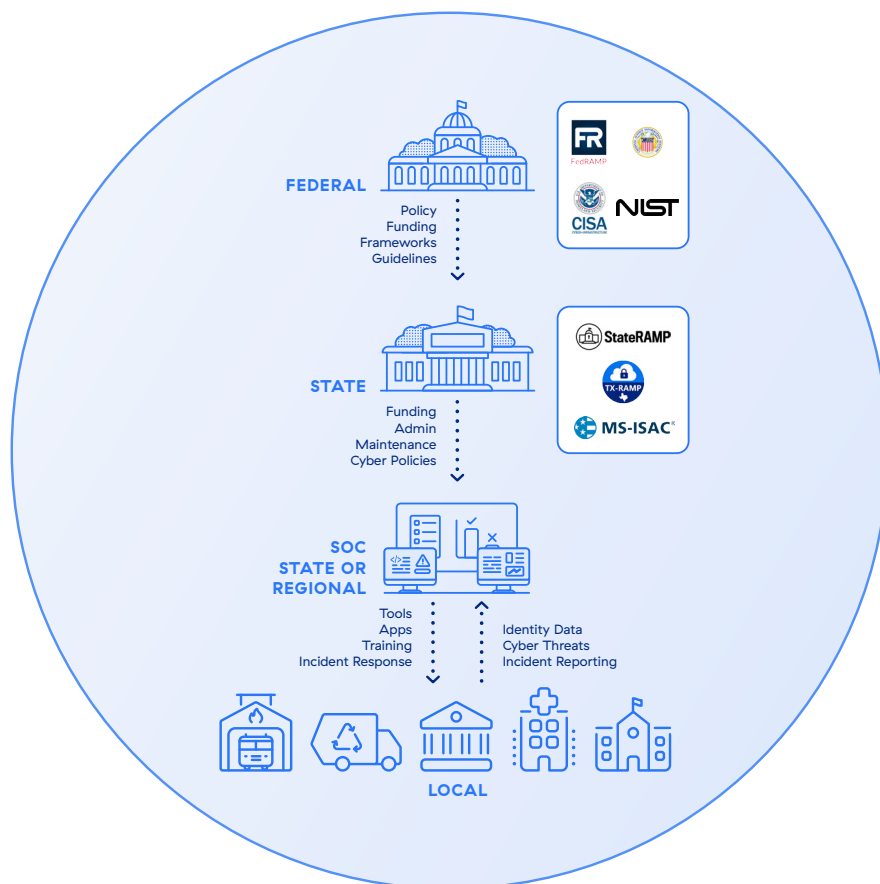 FR
FedRAMP
FEDERAL
CISA
NIST
Policy
Funding
Frameworks
Guidelines
StateRAMP
TX-RAMP
MS-ISAC®
STATE
Funding
Admin
Maintenance
Cyber Policies
SOC
STATE OR
REGIONAL
</>
Tools
Apps
Training
Incident Response
Identity Data
Cyber Threats
Incident Reporting
LOCAL